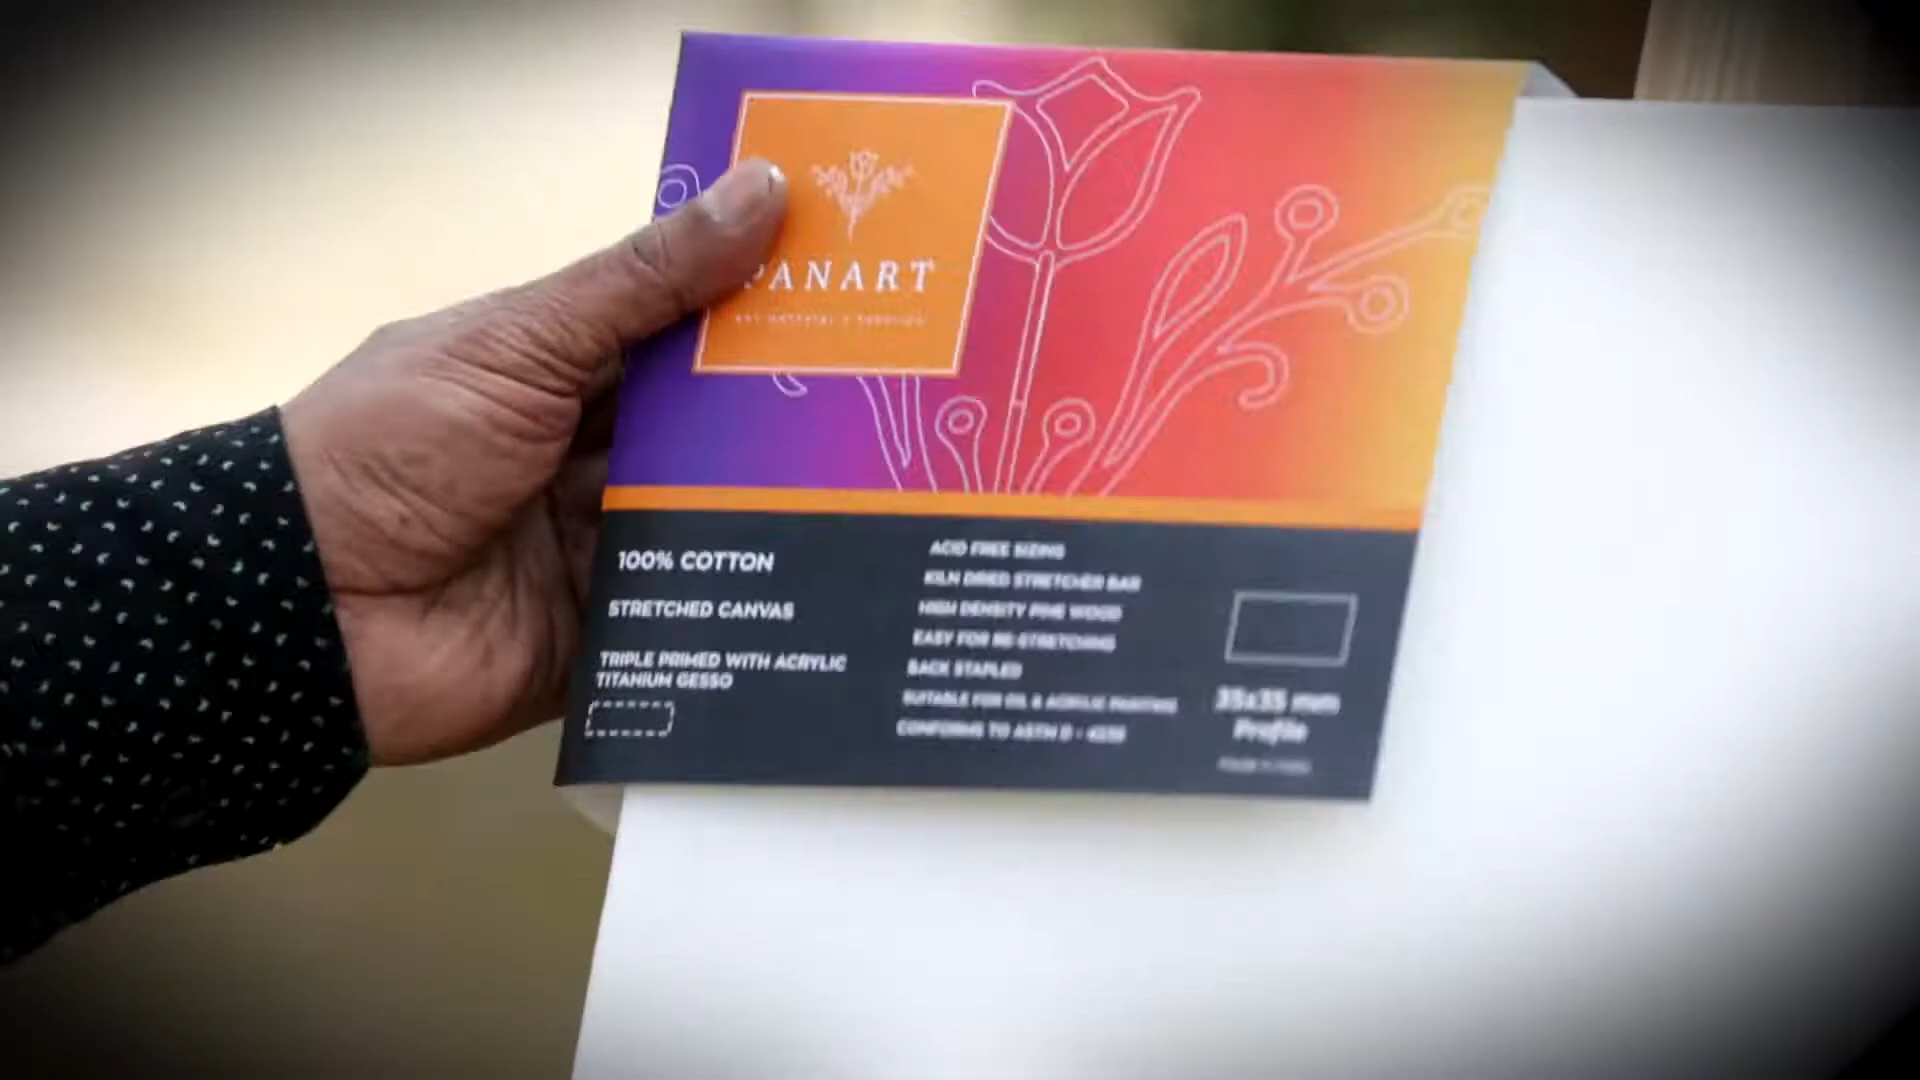 PANART
100% COTTON
STRETCHED CANVAS
TRIPLE PRIMED WITH ACRYLIC
TITANIUM GESSO
ACID FREE SIZING
KILN DRIED STRETCHER BAR
HIGH DENSITY PINE WOOD
EASY FOR RE-STRETCHING
BACK STAPLED
SUITABLE FOR OIL & ACRYLIC PAINTING
CONFORMS TO ASTM D -
35x35 mm
Profile